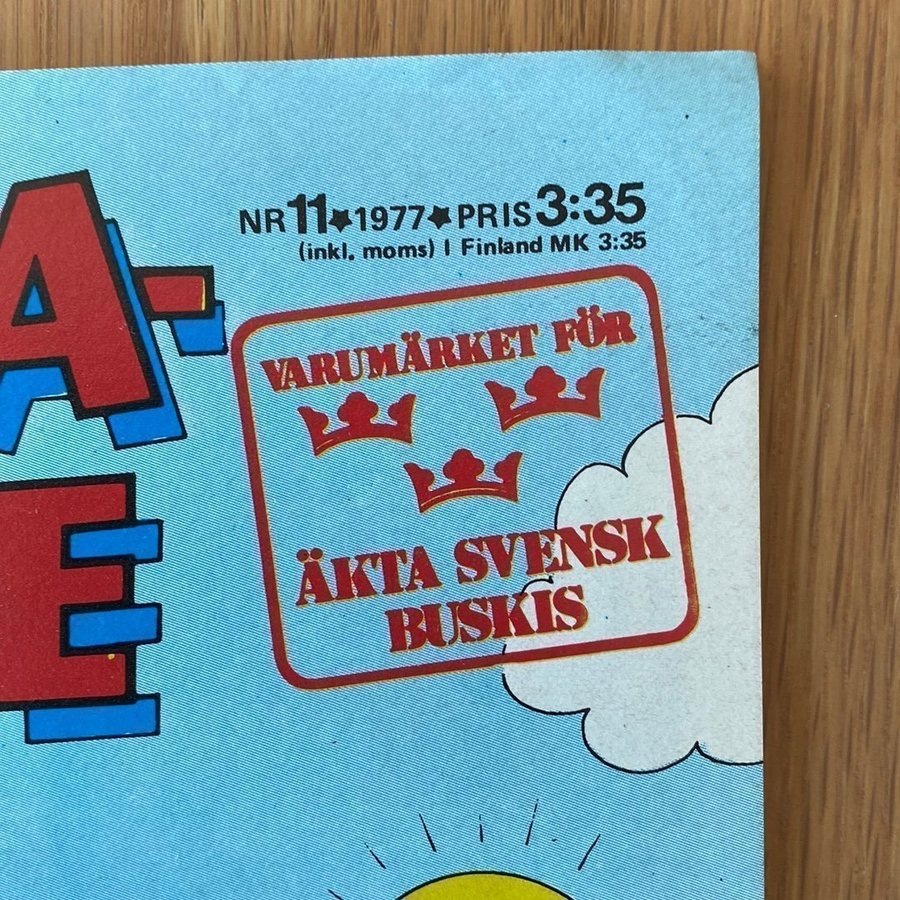 NR 11★1977★PRIS 3:35
(inkl. moms) I Finland MK 3:35
A-
E
VARUMÄRKET FÖR
ÄKTA SVENSK
BUSKIS